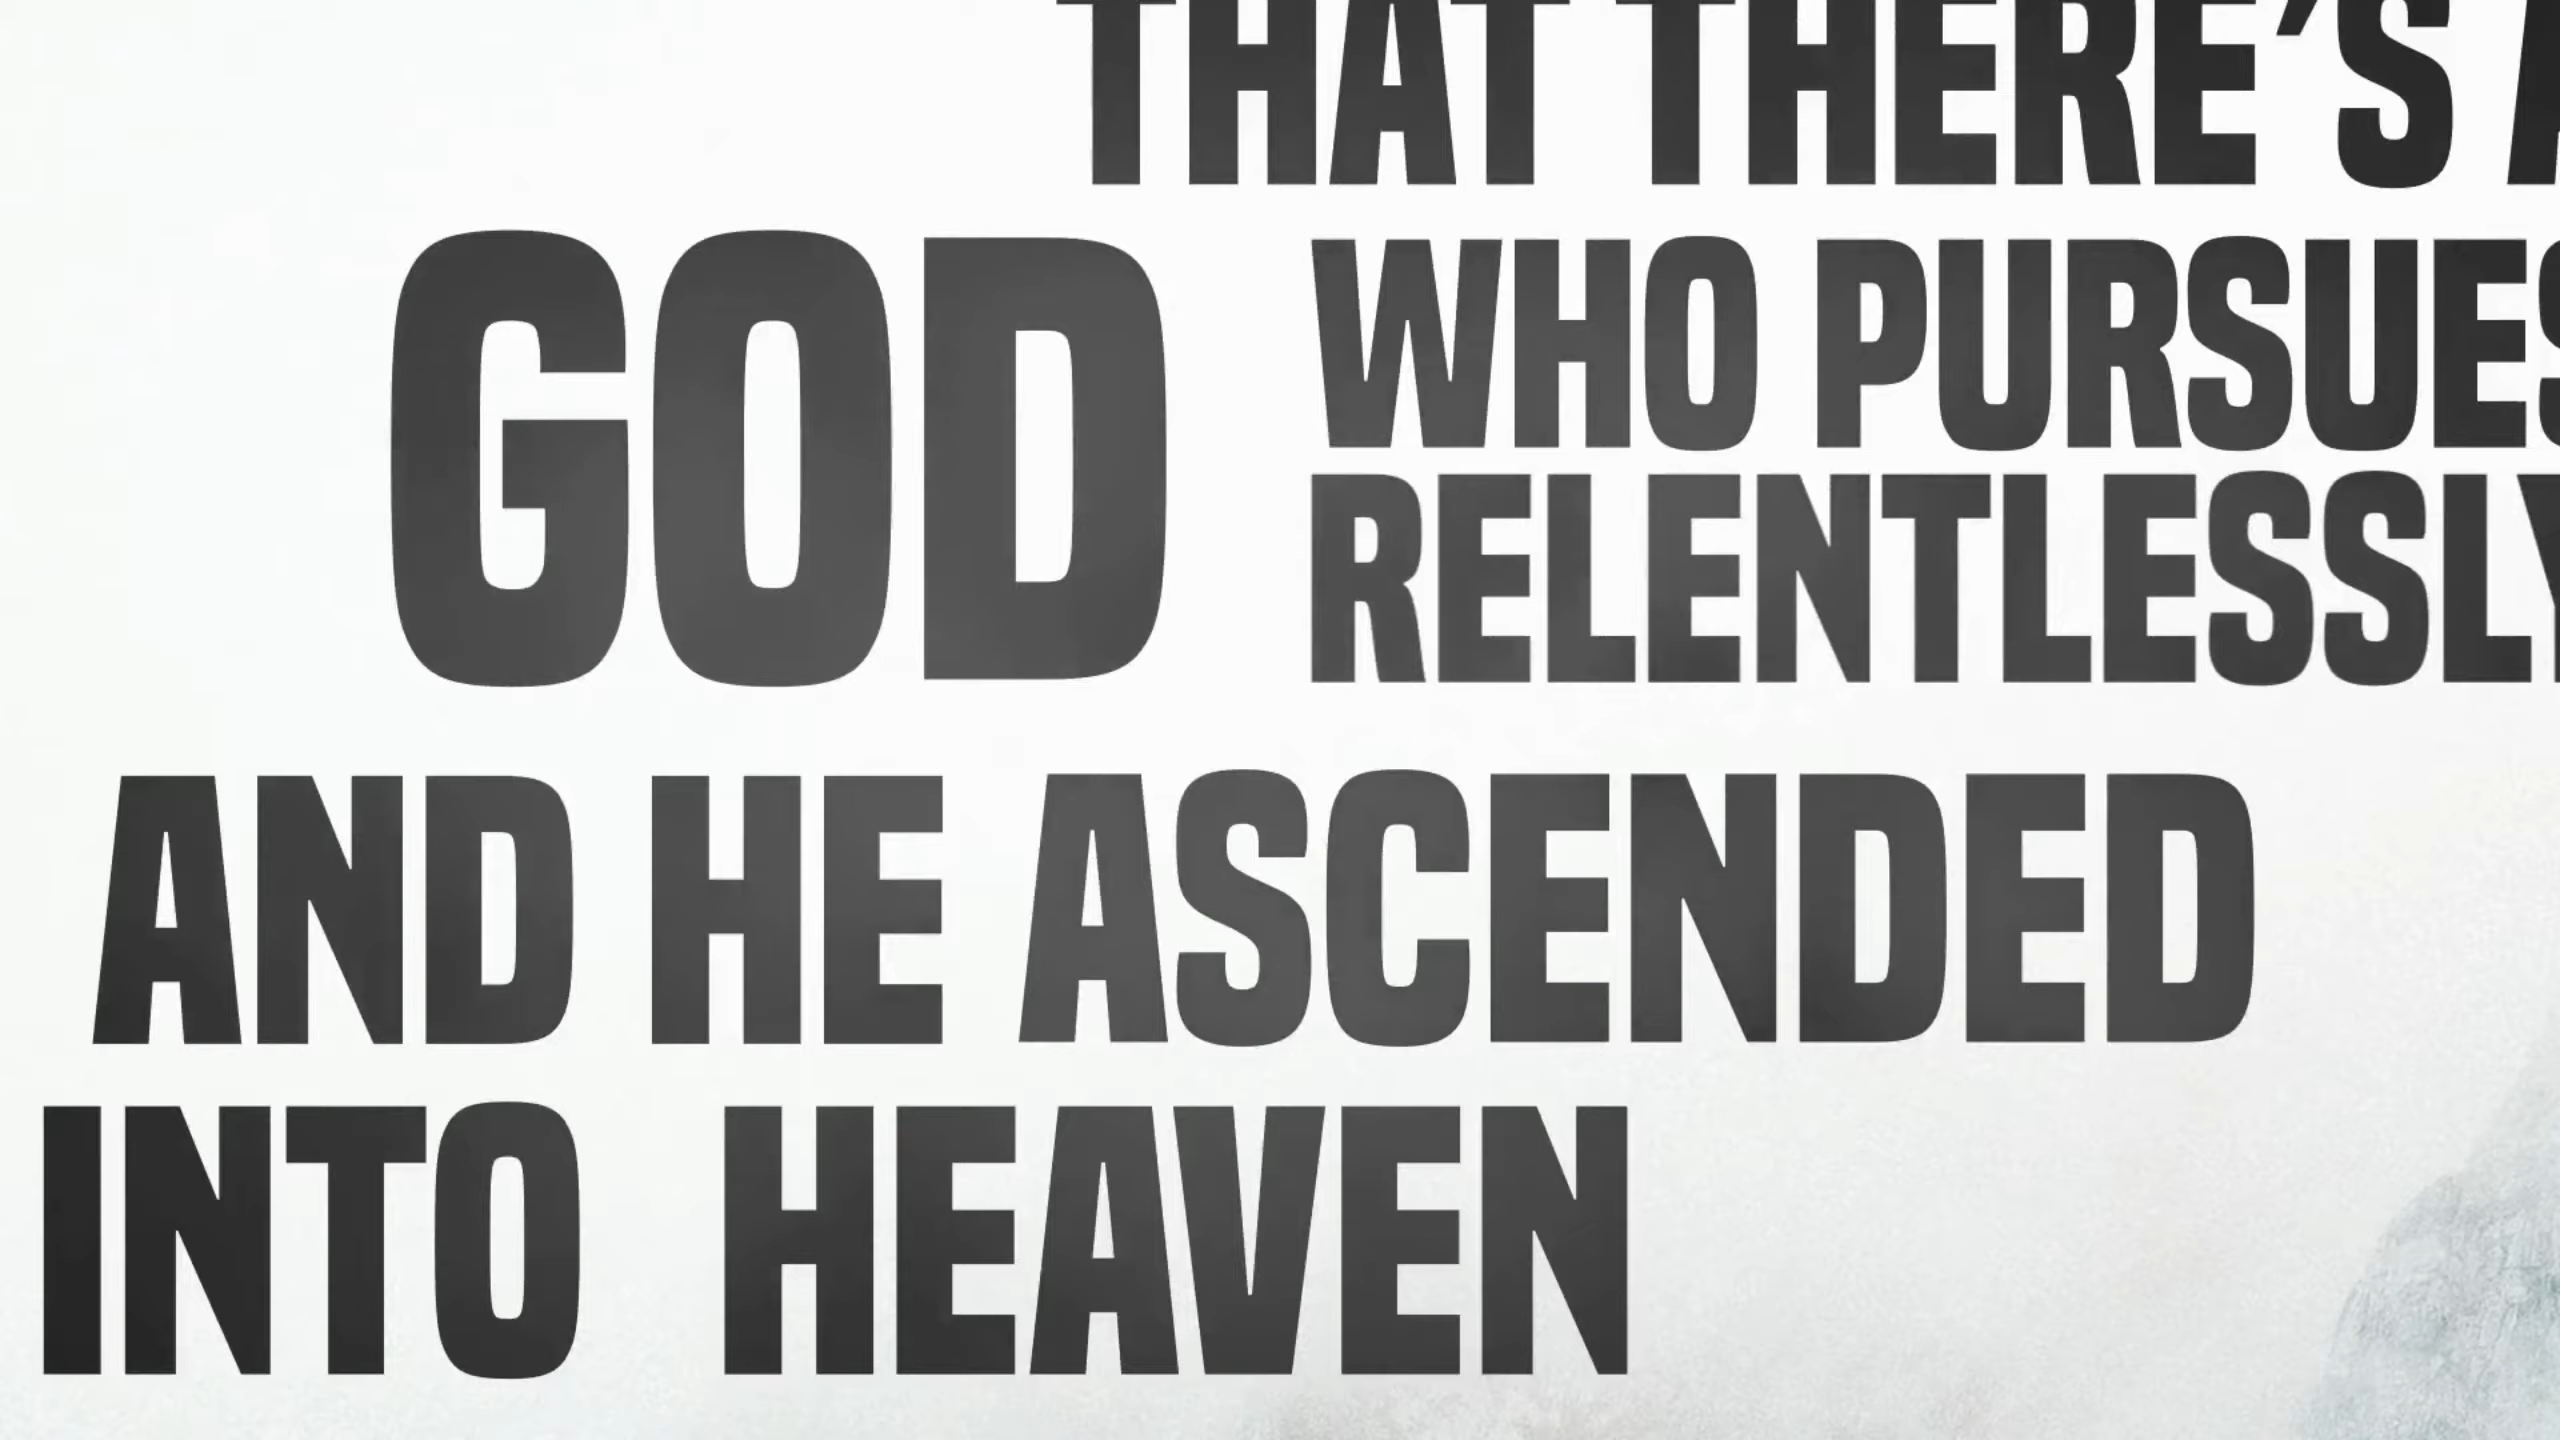 THAT THERE'S A
GOD WHO PURSUES
RELENTLESSLY
AND HE ASCENDED
INTO HEAVEN